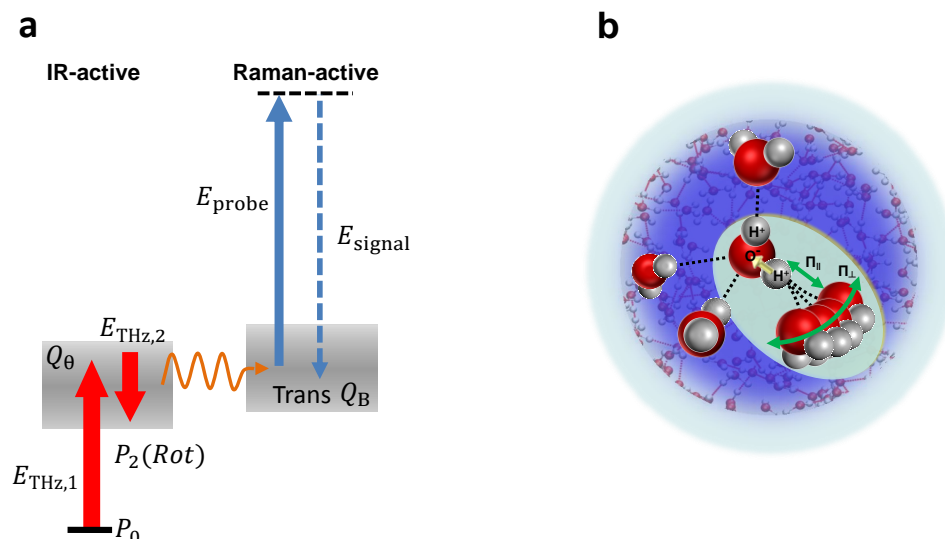 a
b
IR-active
Raman-active
E_probe
E_signal
E_THz,2
Q_θ
Trans Q_B
P_2(Rot)
E_THz,1
P_0
H⁺
O⁻
H⁺
Π_∥
Π_⊥